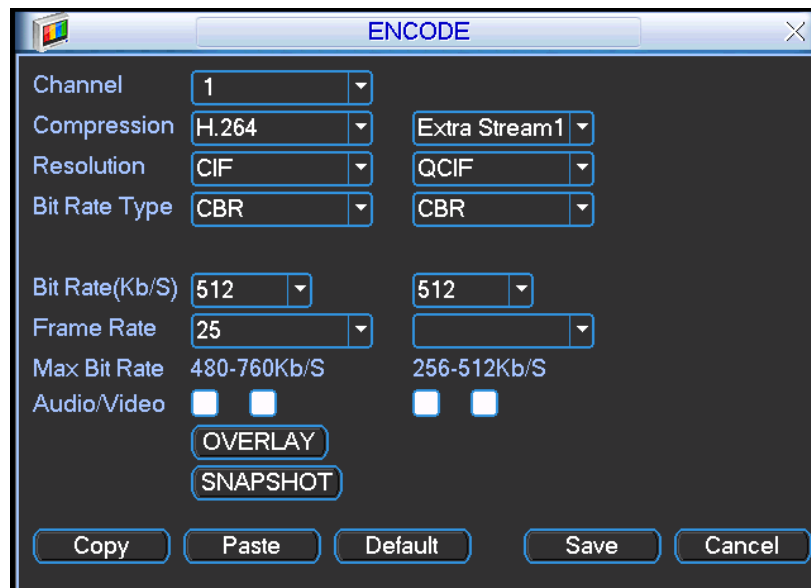 ENCODE
Channel 1
Compression H.264 Extra Stream1
Resolution CIF QCIF
Bit Rate Type CBR CBR
Bit Rate(Kb/S) 512 512
Frame Rate 25
Max Bit Rate 480-760Kb/S 256-512Kb/S
Audio/Video
OVERLAY
SNAPSHOT
Copy Paste Default Save Cancel